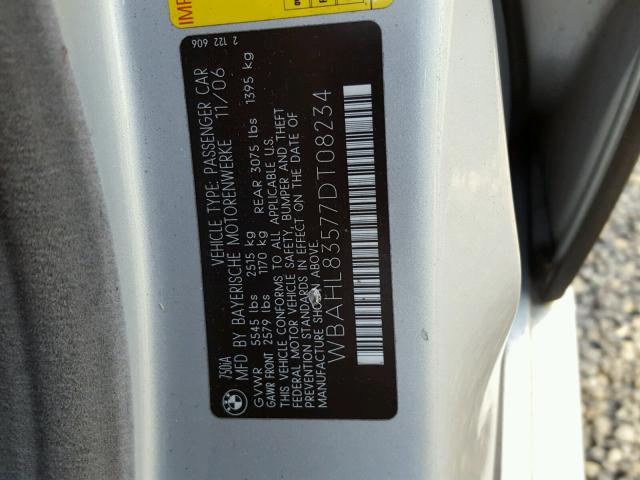 IMP
2 122 606
750IA VEHICLE TYPE: PASSENGER CAR
MFD BY BAYERISCHE MOTORENWERKE 11/06
GVWR 5545 lbs 2515 kg
GAWR FRONT 2579 lbs 1170 kg REAR 3075 lbs 1395 kg
THIS VEHICLE CONFORMS TO ALL APPLICABLE U.S.
FEDERAL MOTOR VEHICLE SAFETY, BUMPER AND THEFT
PREVENTION STANDARDS IN EFFECT ON THE DATE OF
MANUFACTURE SHOWN ABOVE.
WBAHL83577DT08234